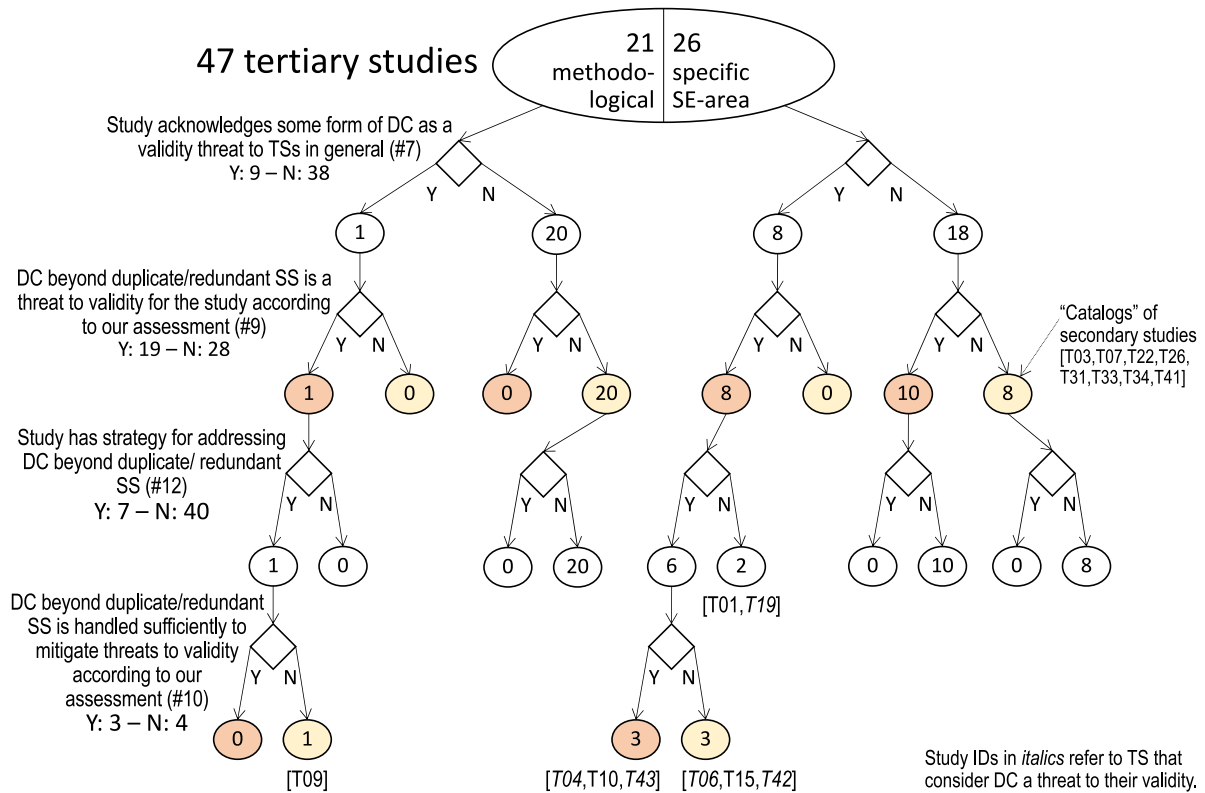 47 tertiary studies
21
methodo-
logical
26
specific
SE-area
Study acknowledges some form of DC as a
validity threat to TSs in general (#7)
Y: 9 – N: 38
Y N
Y N
1
20
8
18
DC beyond duplicate/redundant SS is a
threat to validity for the study according
to our assessment (#9)
Y: 19 – N: 28
Y N
Y N
Y N
Y N
"Catalogs" of
secondary studies
[T03,T07,T22,T26,
T31,T33,T34,T41]
1
0
0
20
8
0
10
8
Study has strategy for addressing
DC beyond duplicate/ redundant
SS (#12)
Y: 7 – N: 40
Y N
Y N
Y N
Y N
Y N
1
0
0
20
6
2
0
10
0
8
[T01,T19]
DC beyond duplicate/redundant
SS is handled sufficiently to
mitigate threats to validity
according to our
assessment (#10)
Y: 3 – N: 4
Y N
Y N
0
1
3
3
[T09]
[T04,T10,T43]
[T06,T15,T42]
Study IDs in italics refer to TS that
consider DC a threat to their validity.